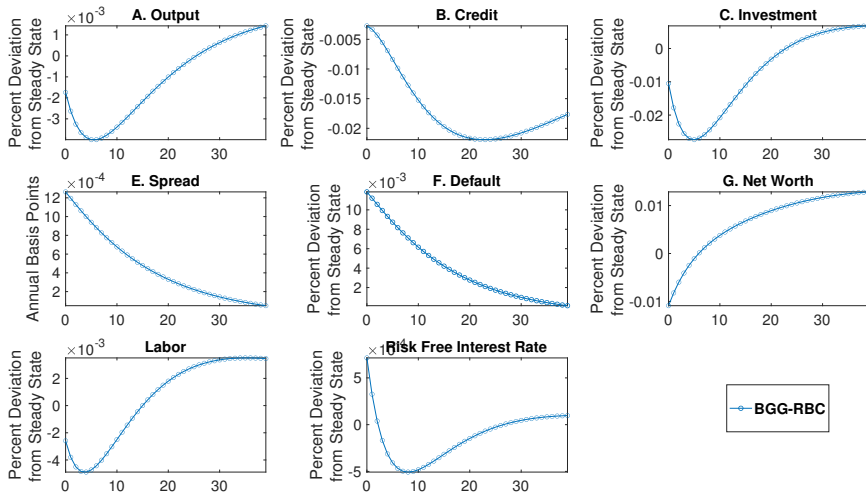 A. Output
×10⁻³
Percent Deviation
from Steady State
1
0
-1
-2
-3
0 10 20 30
B. Credit
Percent Deviation
from Steady State
-0.005
-0.01
-0.015
-0.02
0 10 20 30
C. Investment
Percent Deviation
from Steady State
0
-0.01
-0.02
0 10 20 30
E. Spread
×10⁻⁴
Annual Basis Points
12
10
8
6
4
2
0 10 20 30
F. Default
×10⁻³
Percent Deviation
from Steady State
10
8
6
4
2
0 10 20 30
G. Net Worth
Percent Deviation
from Steady State
0.01
0
-0.01
0 10 20 30
Labor
×10⁻³
Percent Deviation
from Steady State
2
0
-2
-4
0 10 20 30
Risk Free Interest Rate
×10⁻⁴
Percent Deviation
from Steady State
5
0
-5
0 10 20 30
BGG-RBC